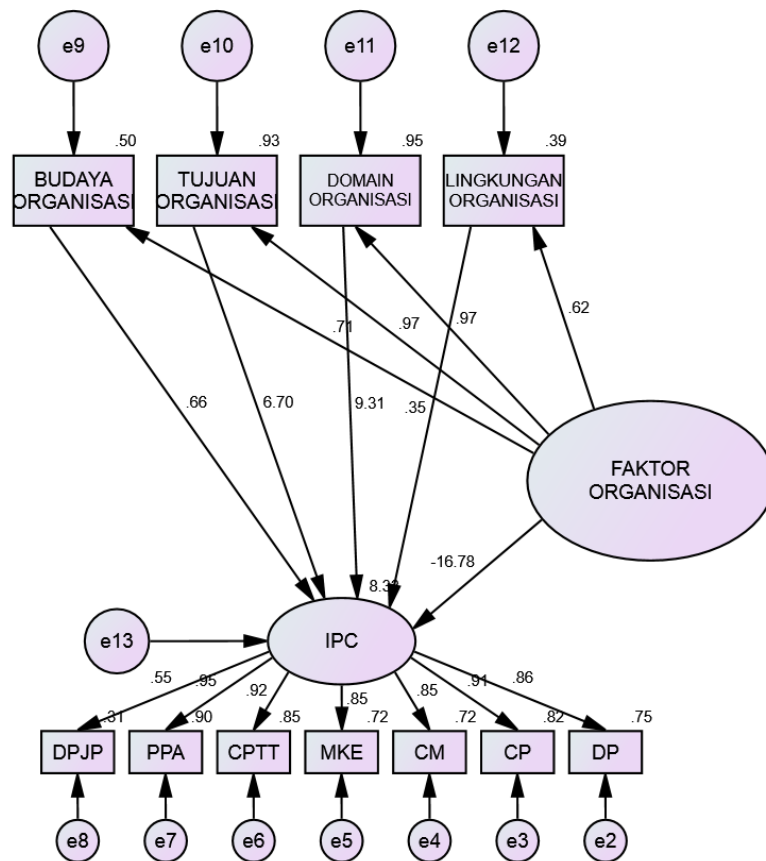 e9
e10
e11
e12
.50
.93
.95
.39
BUDAYA
ORGANISASI
TUJUAN
ORGANISASI
DOMAIN
ORGANISASI
LINGKUNGAN
ORGANISASI
.71
.97
.97
.62
.66
6.70
9.31
.35
FAKTOR
ORGANISASI
-16.78
8.33
e13
IPC
.55
.95
.92
.85
.85
.91
.86
.31
.90
.85
.72
.72
.82
.75
DPJP
PPA
CPTT
MKE
CM
CP
DP
e8
e7
e6
e5
e4
e3
e2